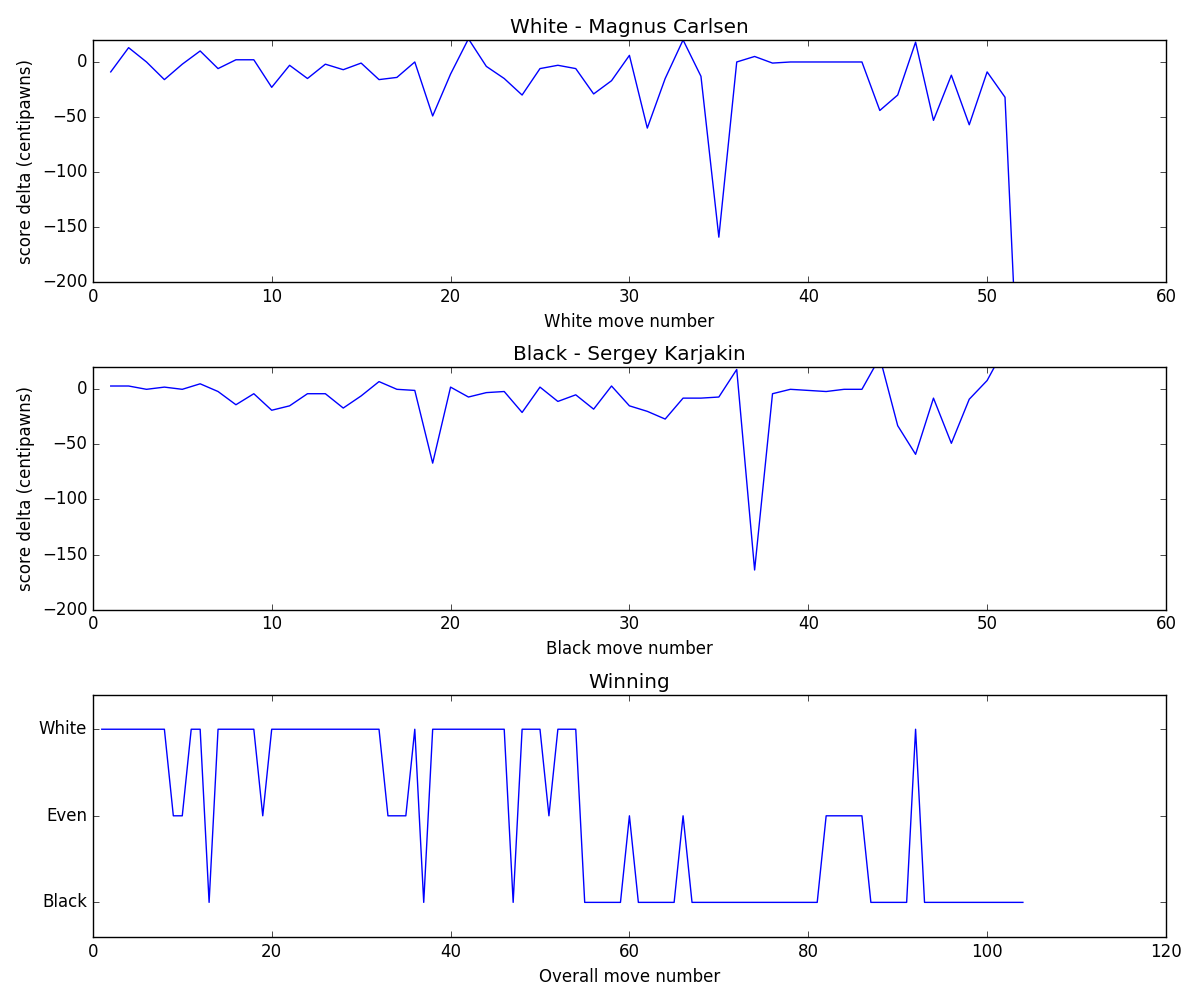 White - Magnus Carlsen
score delta (centipawns)
0
−50
−100
−150
−200
0 10 20 30 40 50 60
White move number
Black - Sergey Karjakin
score delta (centipawns)
0
−50
−100
−150
−200
0 10 20 30 40 50 60
Black move number
Winning
White
Even
Black
0 20 40 60 80 100 120
Overall move number